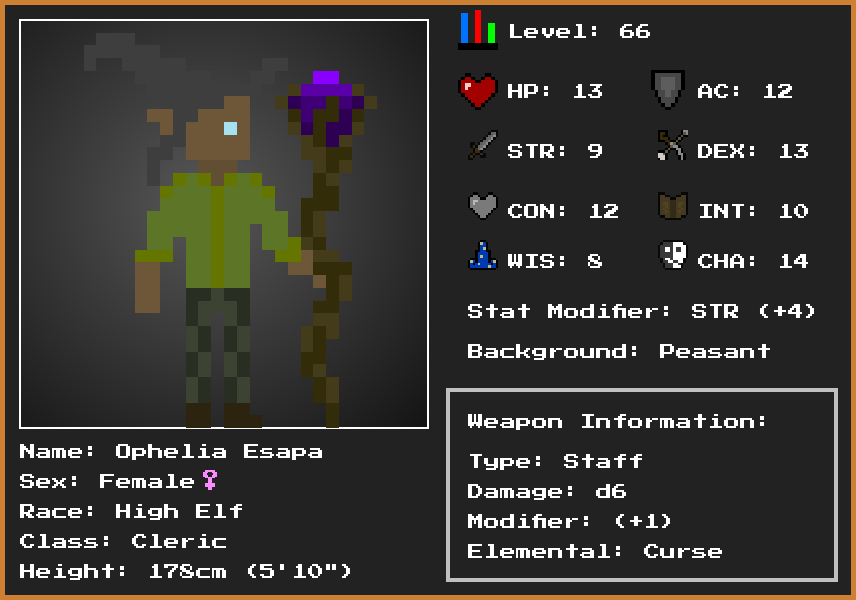 Level: 66
HP: 13 AC: 12
STR: 9 DEX: 13
CON: 12 INT: 10
WIS: 8 CHA: 14
Stat Modifier: STR (+4)
Background: Peasant
Name: Ophelia Esapa
Sex: Female♀
Race: High Elf
Class: Cleric
Height: 178cm (5'10")
Weapon Information:
Type: Staff
Damage: d6
Modifier: (+1)
Elemental: Curse